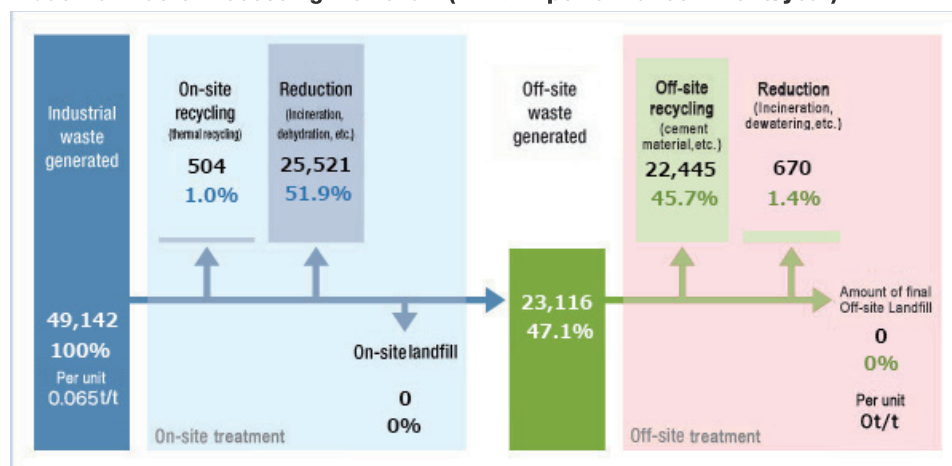 Industrial
waste
generated
49,142
100%
Per unit
0.065t/t
On-site
recycling
(thermal recycling)
504
1.0%
Reduction
(Incineration,
dehydration, etc.)
25,521
51.9%
On-site landfill
0
0%
On-site treatment
Off-site
waste
generated
23,116
47.1%
Off-site
recycling
(cement
material, etc.)
22,445
45.7%
Reduction
(Incineration,
dewatering, etc.)
670
1.4%
Amount of final
Off-site Landfill
0
0%
Per unit
0t/t
Off-site treatment